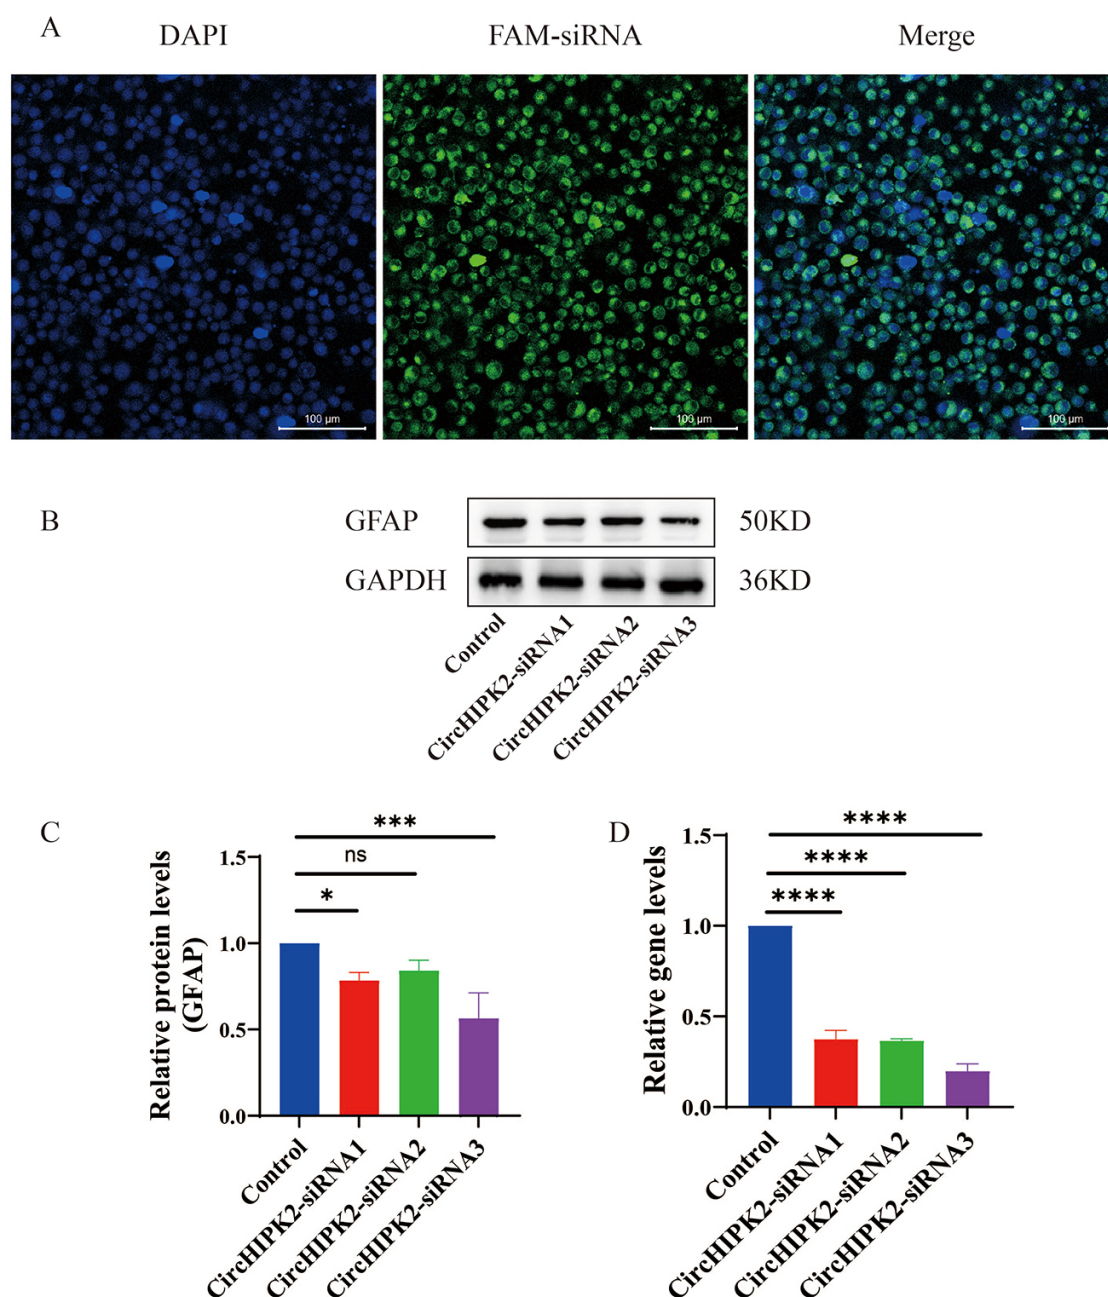 A
DAPI FAM-siRNA Merge
100 µm 100 µm 100 µm
B
GFAP 50KD
GAPDH 36KD
Control
CircHIPK2-siRNA1
CircHIPK2-siRNA2
CircHIPK2-siRNA3
C
Relative protein levels
(GFAP)
1.5
1.0
0.5
0.0
***
ns
*
Control
CircHIPK2-siRNA1
CircHIPK2-siRNA2
CircHIPK2-siRNA3
D
Relative gene levels
1.5
1.0
0.5
0.0
****
****
****
Control
CircHIPK2-siRNA1
CircHIPK2-siRNA2
CircHIPK2-siRNA3